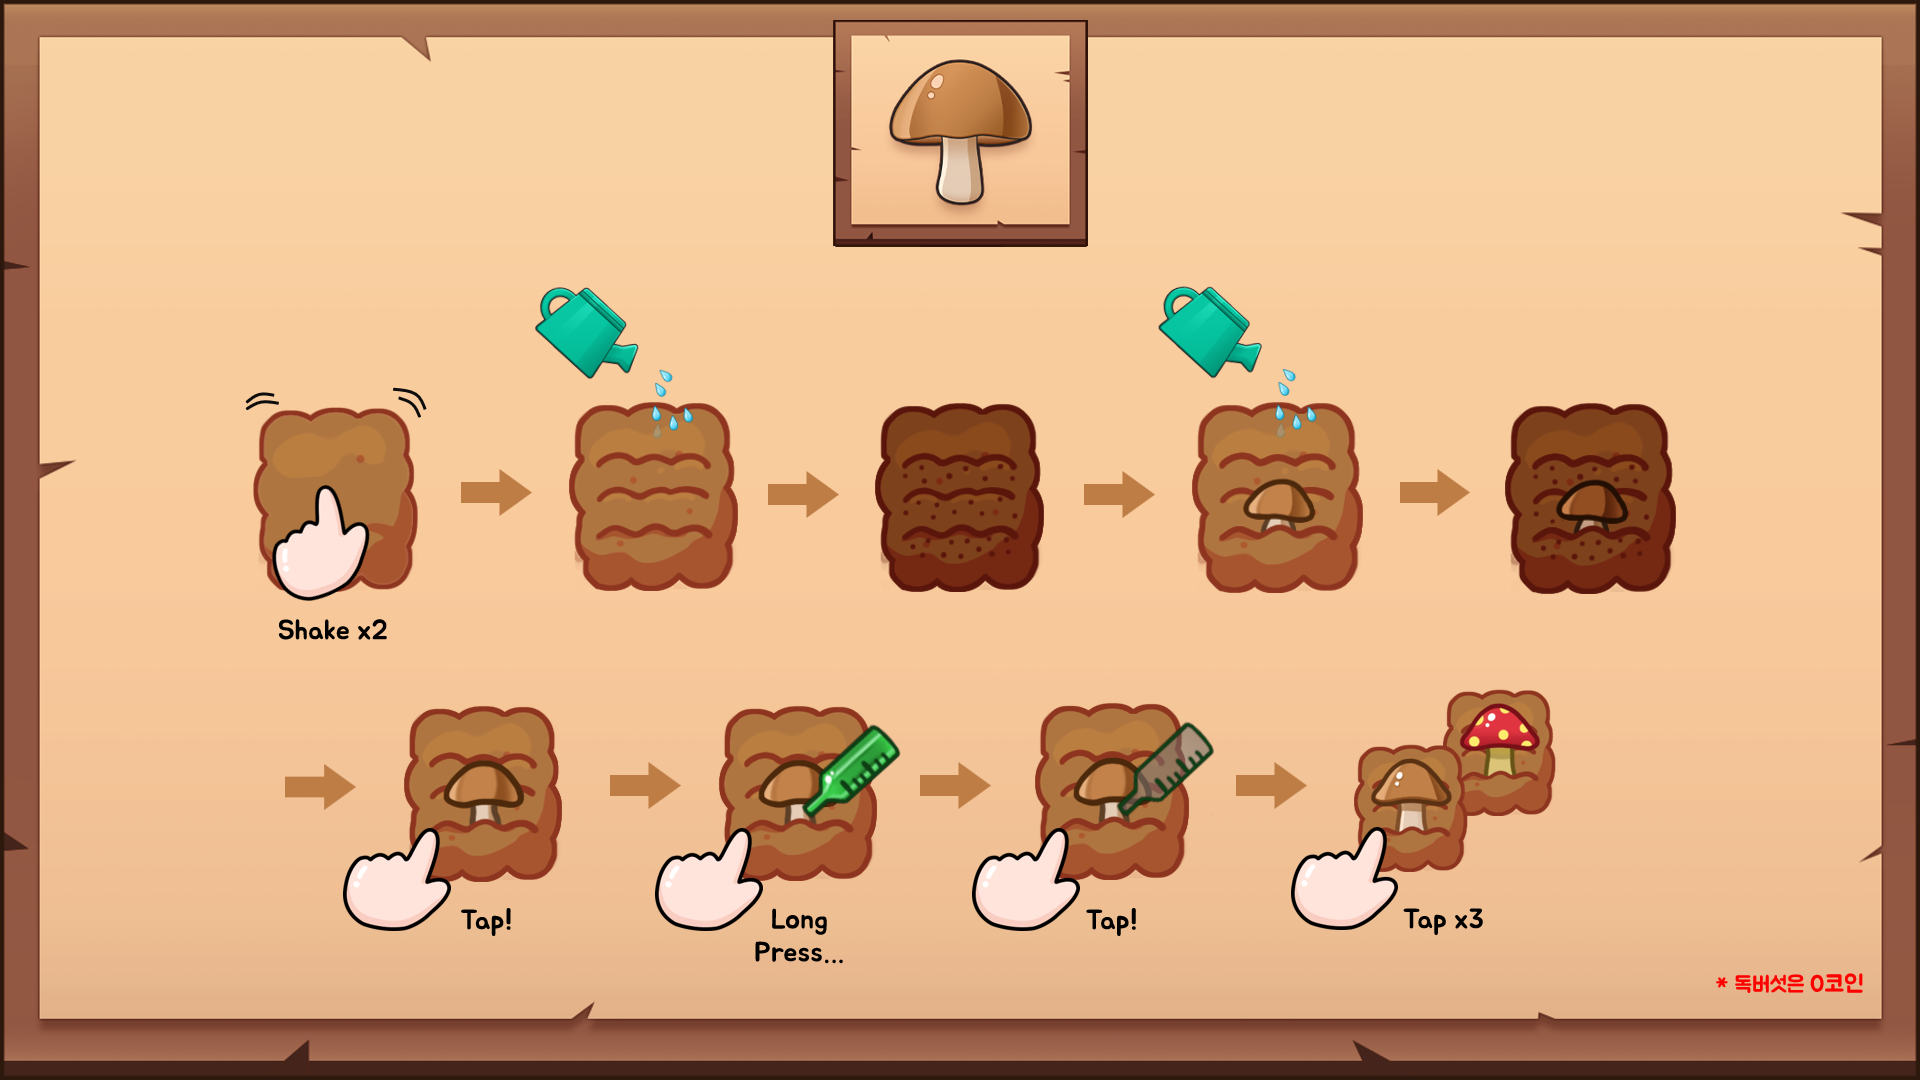 Shake x2
Tap!
Long
Press...
Tap!
Tap x3
* 독버섯은 0코인